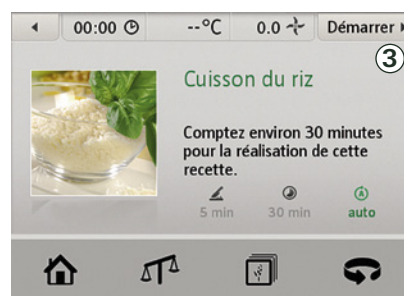 00:00 --°C 0.0 Démarrer
3
Cuisson du riz
Comptez environ 30 minutes
pour la réalisation de cette
recette.
5 min 30 min auto